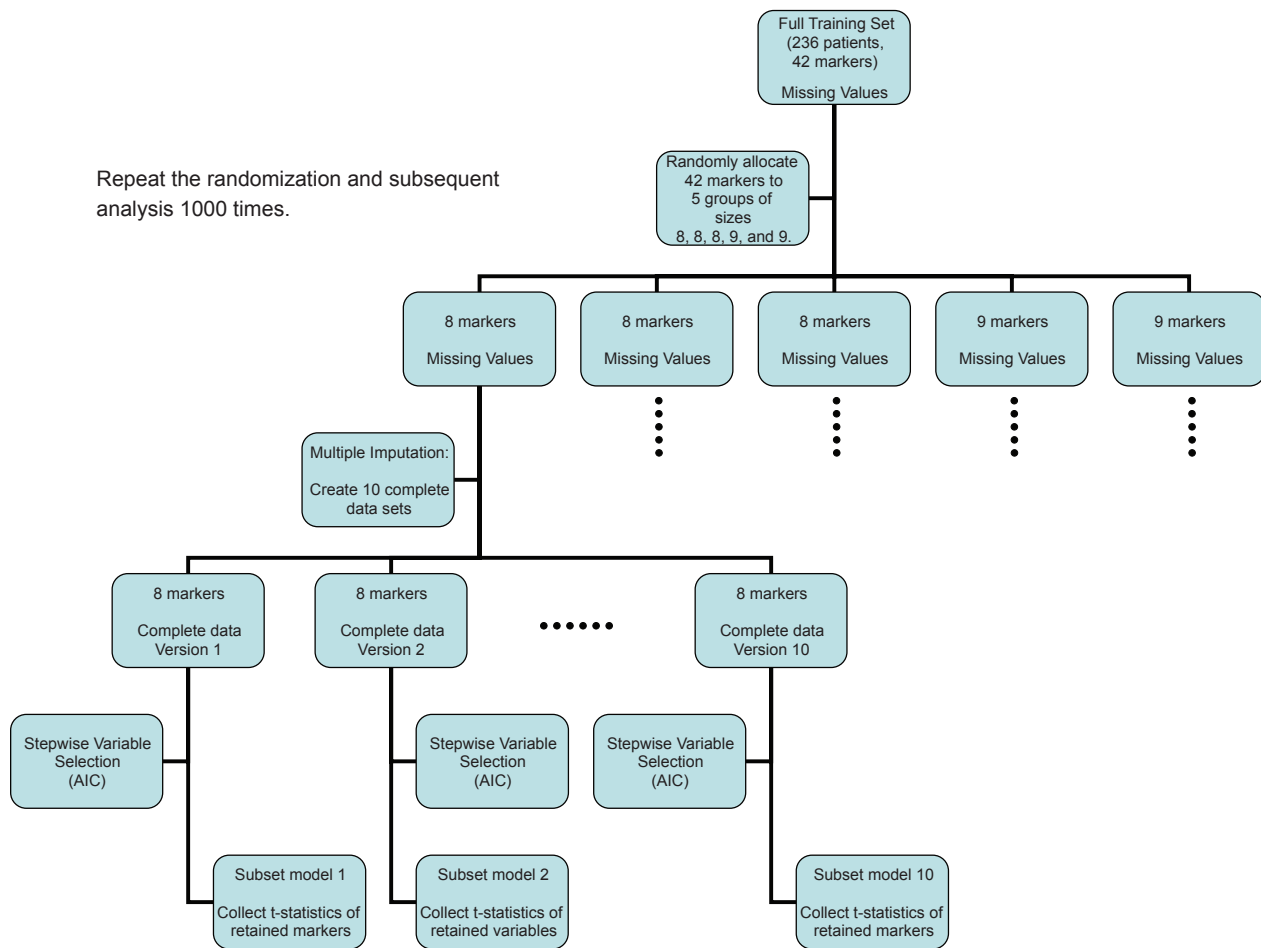 Full Training Set
(236 patients,
42 markers)
Missing Values
Repeat the randomization and subsequent
analysis 1000 times.
Randomly allocate
42 markers to
5 groups of
sizes
8, 8, 8, 9, and 9.
8 markers
Missing Values
8 markers
Missing Values
8 markers
Missing Values
9 markers
Missing Values
9 markers
Missing Values
Multiple Imputation:
Create 10 complete
data sets
8 markers
Complete data
Version 1
8 markers
Complete data
Version 2
8 markers
Complete data
Version 10
Stepwise Variable
Selection
(AIC)
Stepwise Variable
Selection
(AIC)
Stepwise Variable
Selection
(AIC)
Subset model 1
Collect t-statistics of
retained markers
Subset model 2
Collect t-statistics of
retained variables
Subset model 10
Collect t-statistics of
retained markers